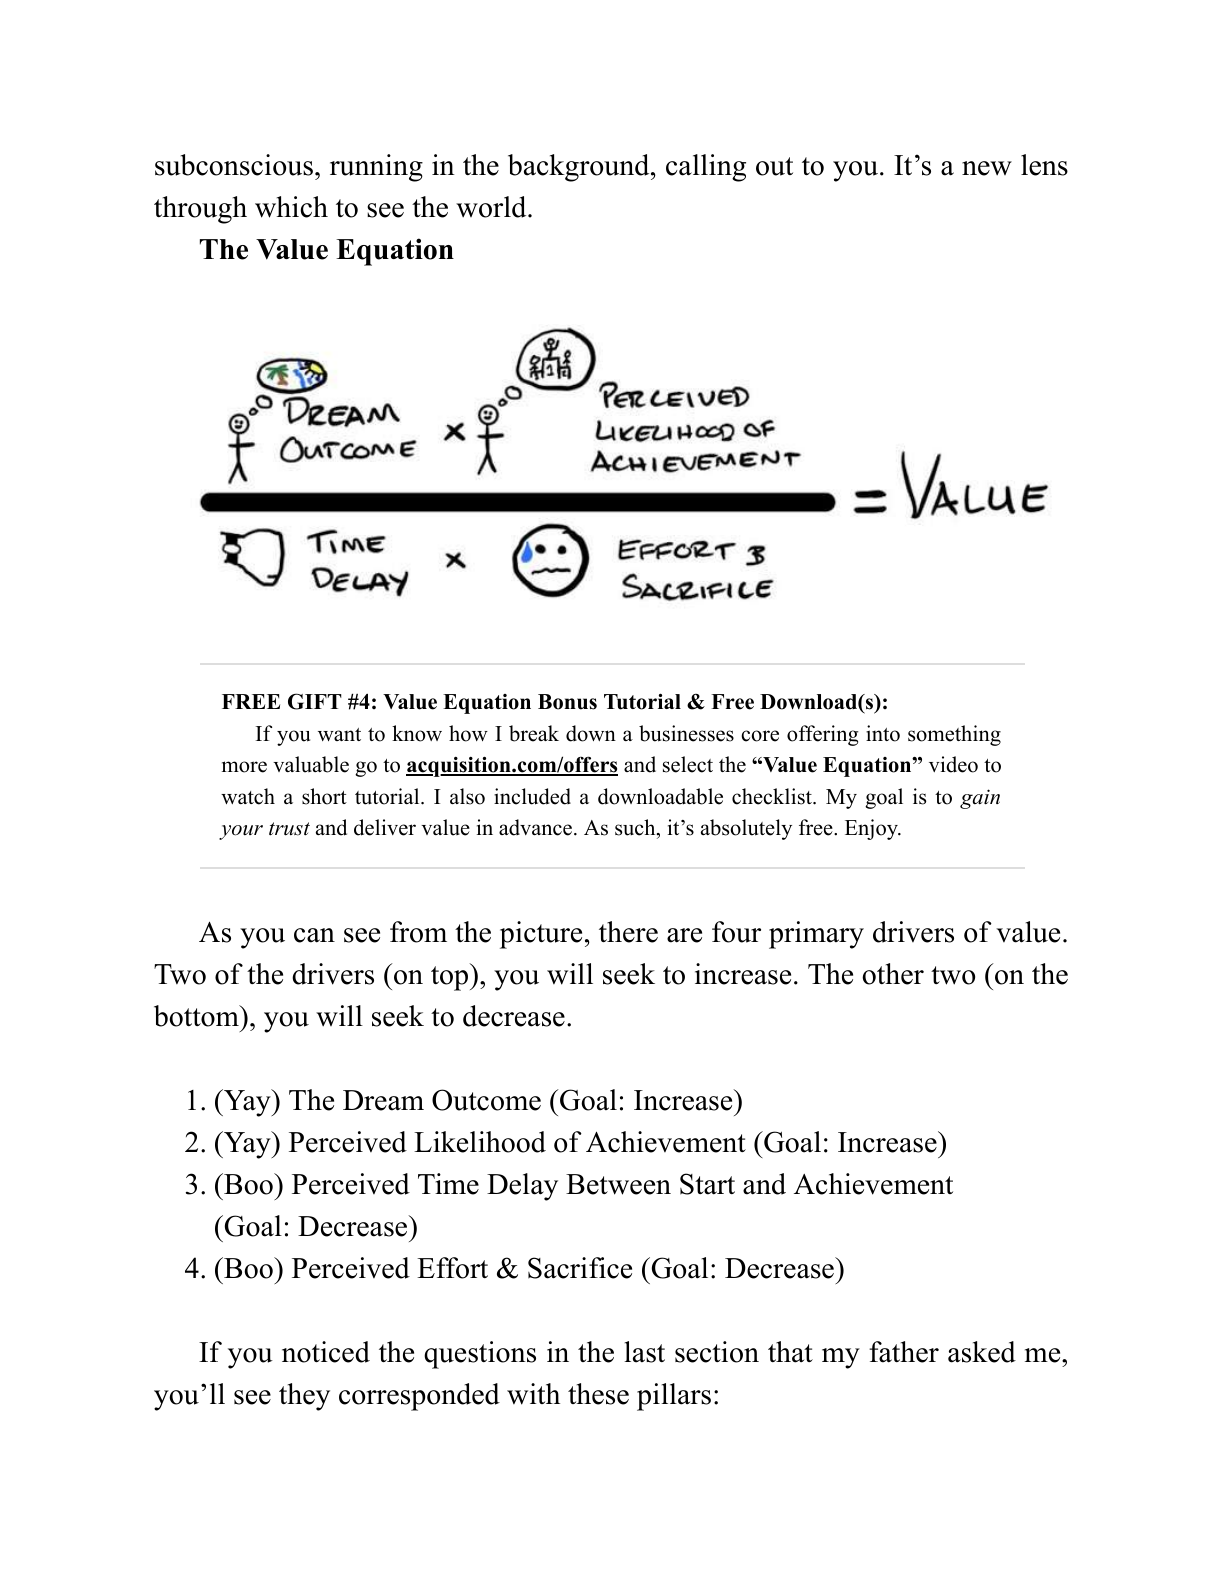 subconscious, running in the background, calling out to you. It’s a new lens
through which to see the world.
The Value Equation
DREAM
OUTCOME
x
PERCEIVED
LIKELIHOOD OF
ACHIEVEMENT
= VALUE
TIME
DELAY
x
EFFORT &
SACRIFICE
FREE GIFT #4: Value Equation Bonus Tutorial & Free Download(s):
If you want to know how I break down a businesses core offering into something
more valuable go to acquisition.com/offers and select the “Value Equation” video to
watch a short tutorial. I also included a downloadable checklist. My goal is to gain
your trust and deliver value in advance. As such, it’s absolutely free. Enjoy.
As you can see from the picture, there are four primary drivers of value.
Two of the drivers (on top), you will seek to increase. The other two (on the
bottom), you will seek to decrease.
1. (Yay) The Dream Outcome (Goal: Increase)
2. (Yay) Perceived Likelihood of Achievement (Goal: Increase)
3. (Boo) Perceived Time Delay Between Start and Achievement
(Goal: Decrease)
4. (Boo) Perceived Effort & Sacrifice (Goal: Decrease)
If you noticed the questions in the last section that my father asked me,
you’ll see they corresponded with these pillars: